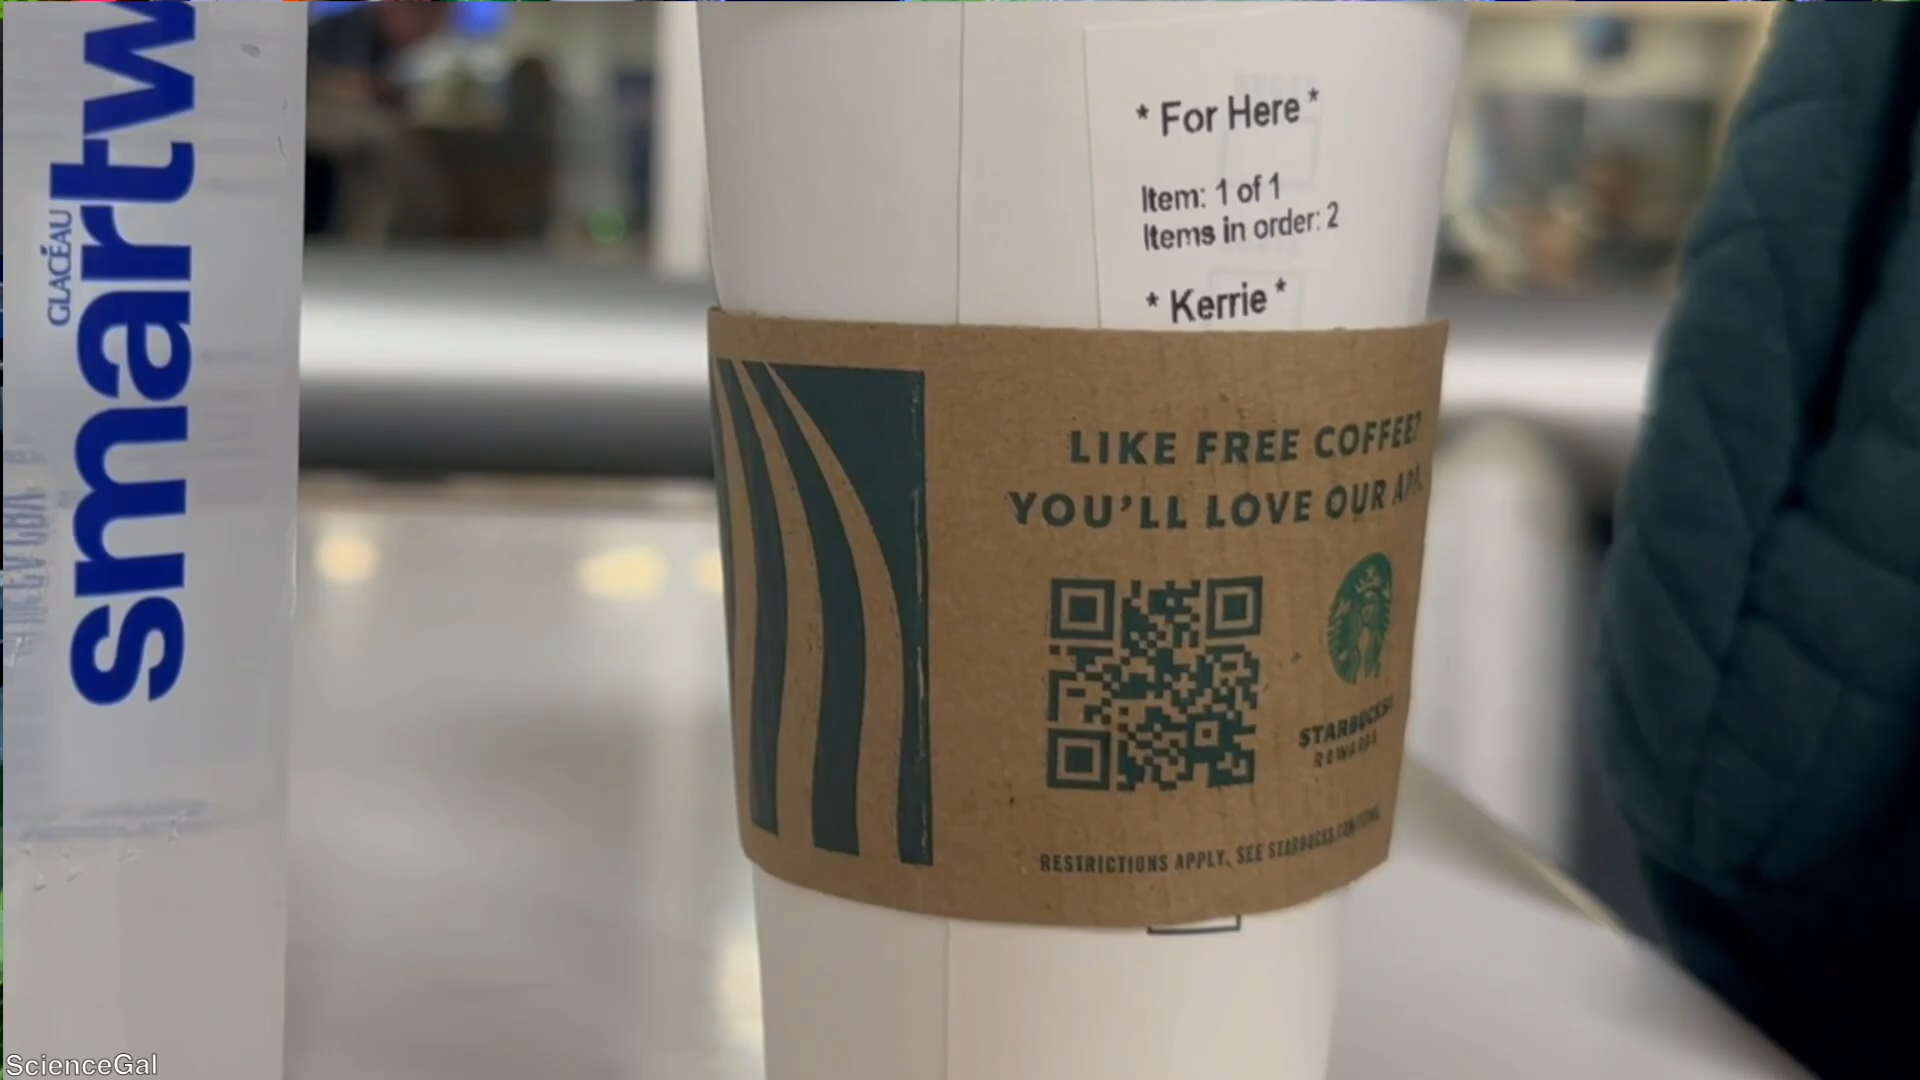 GLACÉAU
smartw
* For Here *
Item: 1 of 1
Items in order: 2
* Kerrie *
LIKE FREE COFFEE?
YOU'LL LOVE OUR APP.
STARBUCKS®
REWARDS
RESTRICTIONS APPLY, SEE
ScienceGal